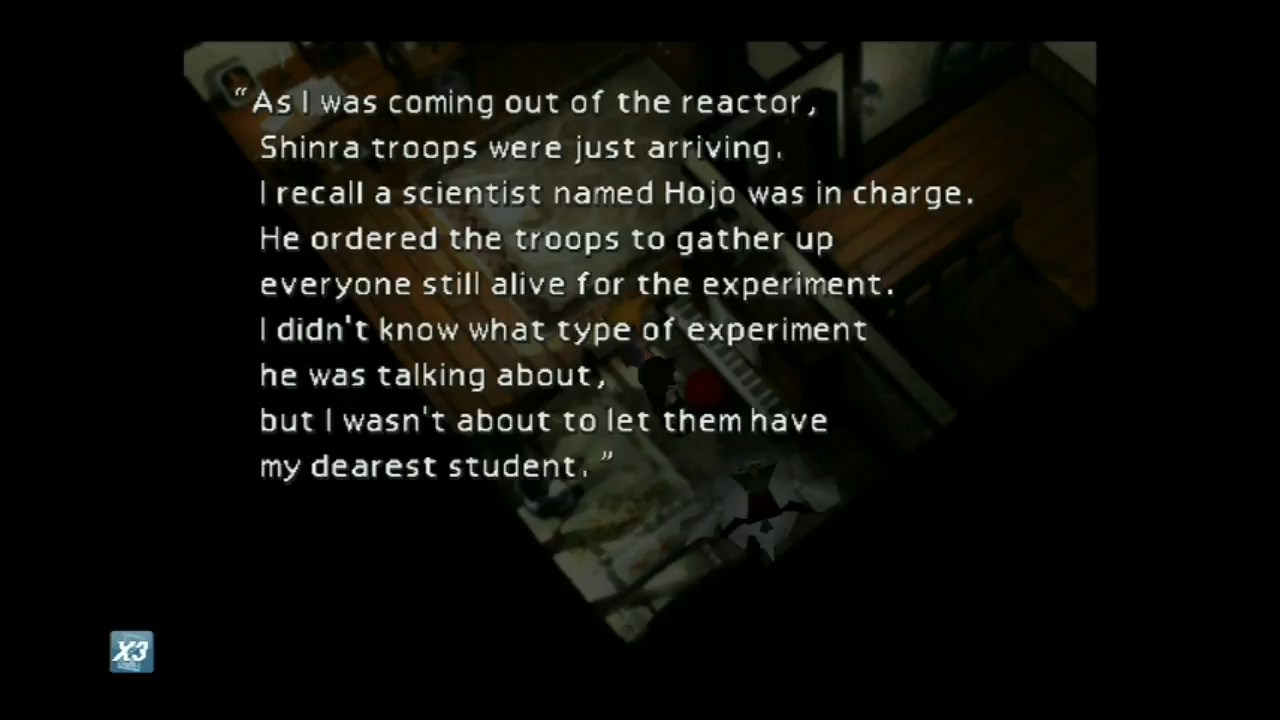 “As I was coming out of the reactor,
Shinra troops were just arriving.
I recall a scientist named Hojo was in charge.
He ordered the troops to gather up
everyone still alive for the experiment.
I didn't know what type of experiment
he was talking about,
but I wasn't about to let them have
my dearest student.”
X3